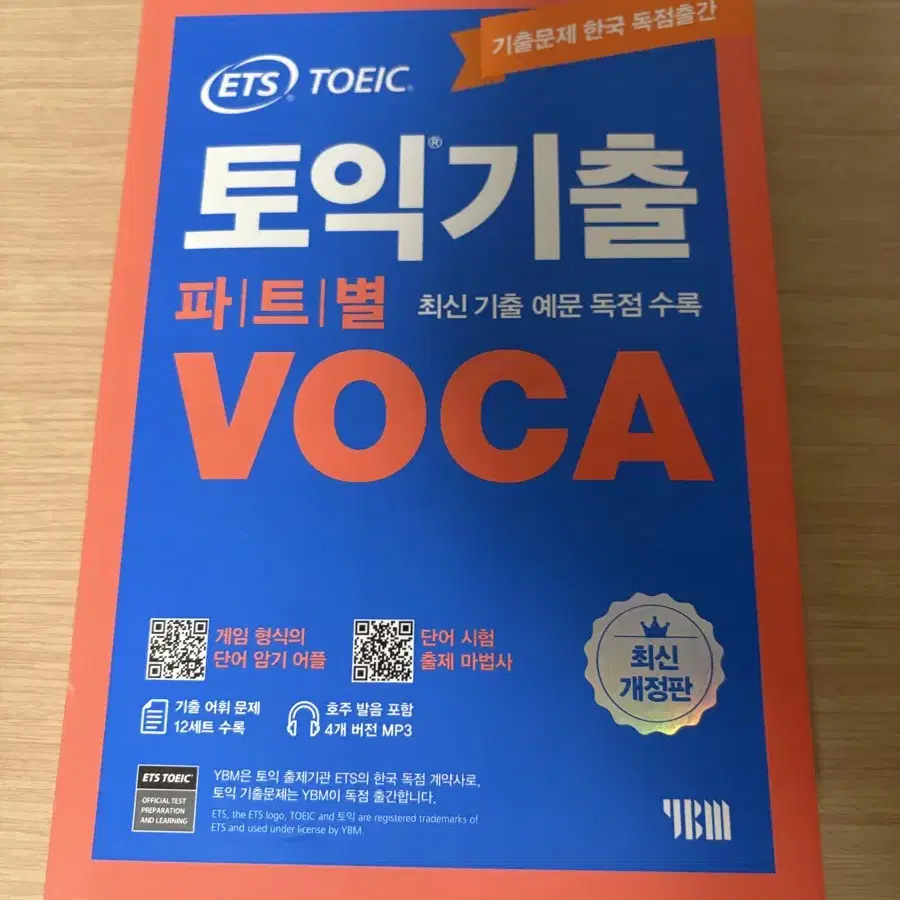 기출문제 한국 독점출간
ETS® TOEIC®
토익®기출
파|트|별 최신 기출 예문 독점 수록
VOCA
게임 형식의
단어 암기 어플
단어 시험
출제 마법사
기출 어휘 문제
12세트 수록
호주 발음 포함
4개 버전 MP3
최신
개정판
ETS TOEIC®
OFFICIAL TEST
PREPARATION
AND LEARNING
YBM은 토익 출제기관 ETS의 한국 독점 계약사로,
토익 기출문제는 YBM이 독점 출간합니다.
ETS, the ETS logo, TOEIC and 토익 are registered trademarks of
ETS and used under license by YBM.
YBM